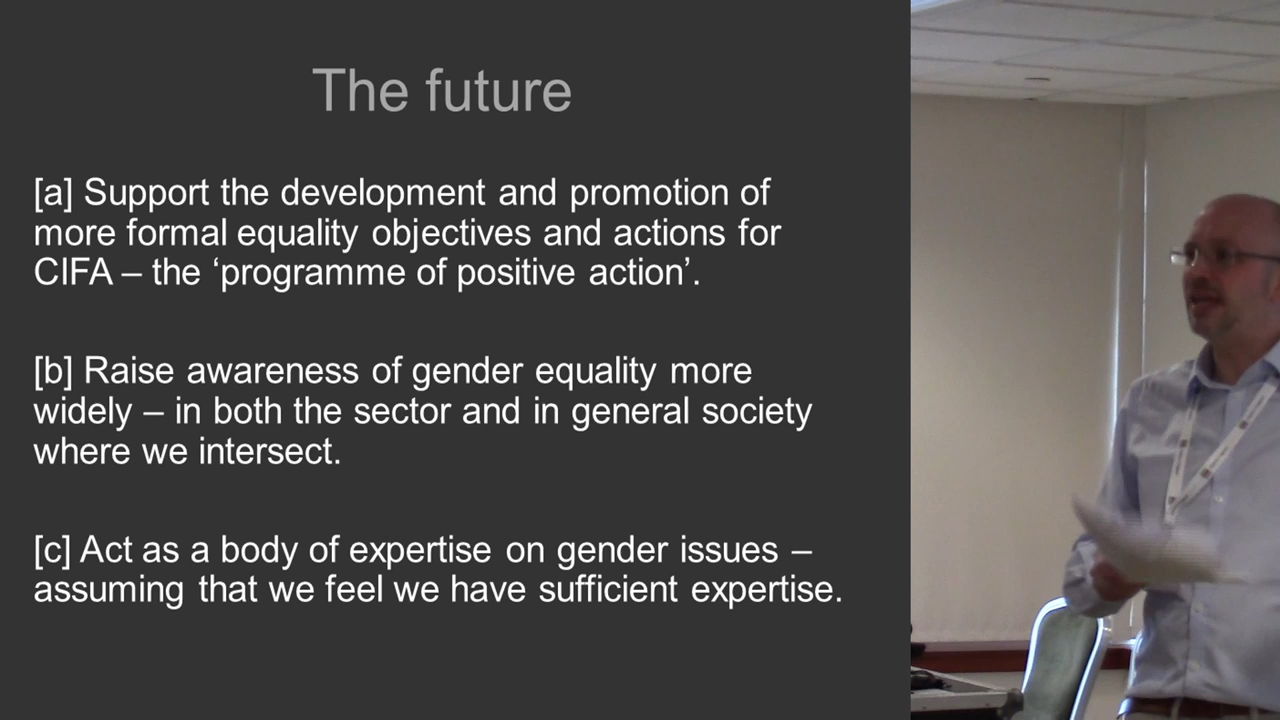 The future
[a] Support the development and promotion of
more formal equality objectives and actions for
CIFA – the ‘programme of positive action’.
[b] Raise awareness of gender equality more
widely – in both the sector and in general society
where we intersect.
[c] Act as a body of expertise on gender issues –
assuming that we feel we have sufficient expertise.